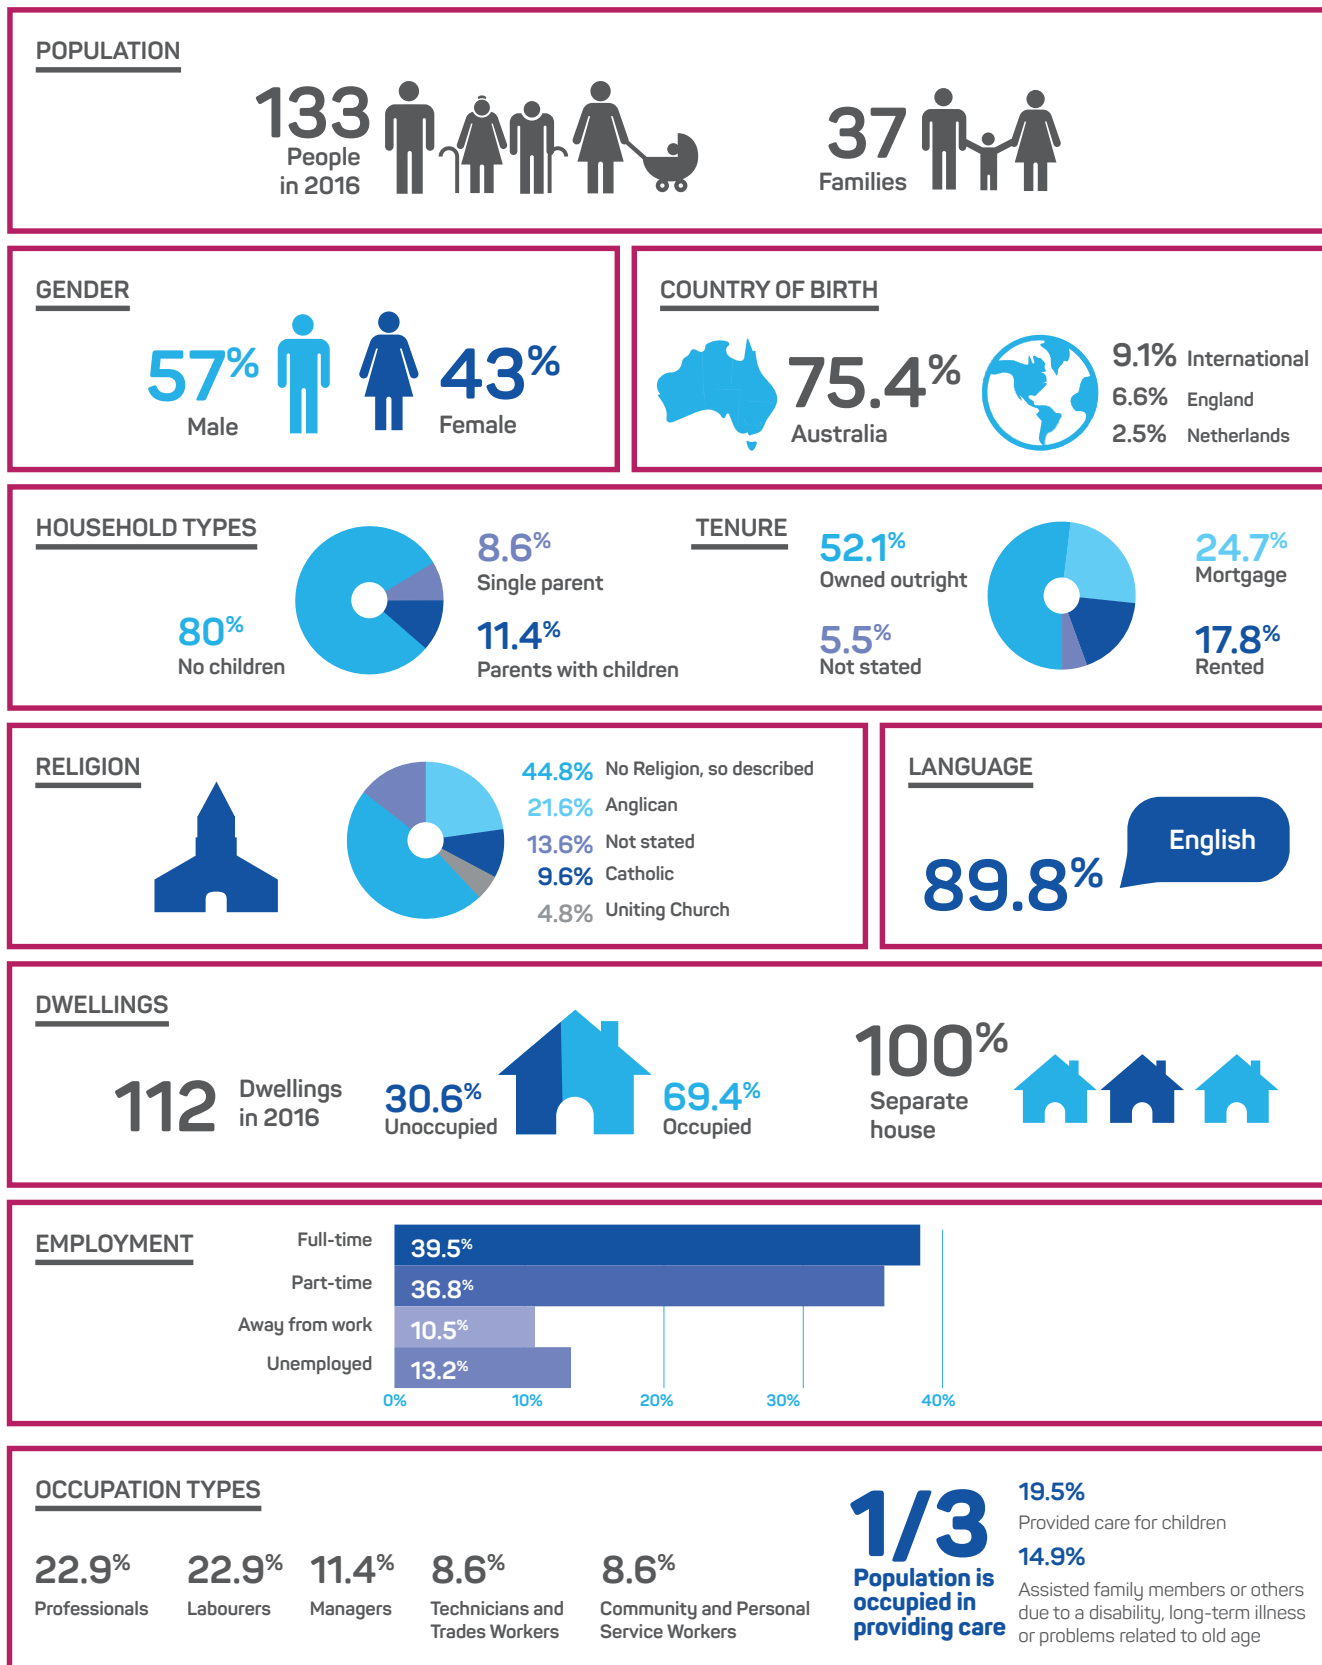 POPULATION
133
People
in 2016
37
Families
GENDER
57%
Male
43%
Female
COUNTRY OF BIRTH
75.4%
Australia
9.1% International
6.6% England
2.5% Netherlands
HOUSEHOLD TYPES
80%
No children
8.6%
Single parent
11.4%
Parents with children
TENURE
52.1%
Owned outright
5.5%
Not stated
24.7%
Mortgage
17.8%
Rented
RELIGION
44.8% No Religion, so described
21.6% Anglican
13.6% Not stated
9.6% Catholic
4.8% Uniting Church
LANGUAGE
89.8%
English
DWELLINGS
112
Dwellings
in 2016
30.6%
Unoccupied
69.4%
Occupied
100%
Separate
house
EMPLOYMENT
Full-time 39.5%
Part-time 36.8%
Away from work 10.5%
Unemployed 13.2%
0% 10% 20% 30% 40%
OCCUPATION TYPES
22.9%
Professionals
22.9%
Labourers
11.4%
Managers
8.6%
Technicians and
Trades Workers
8.6%
Community and Personal
Service Workers
1/3
Population is
occupied in
providing care
19.5%
Provided care for children
14.9%
Assisted family members or others
due to a disability, long-term illness
or problems related to old age